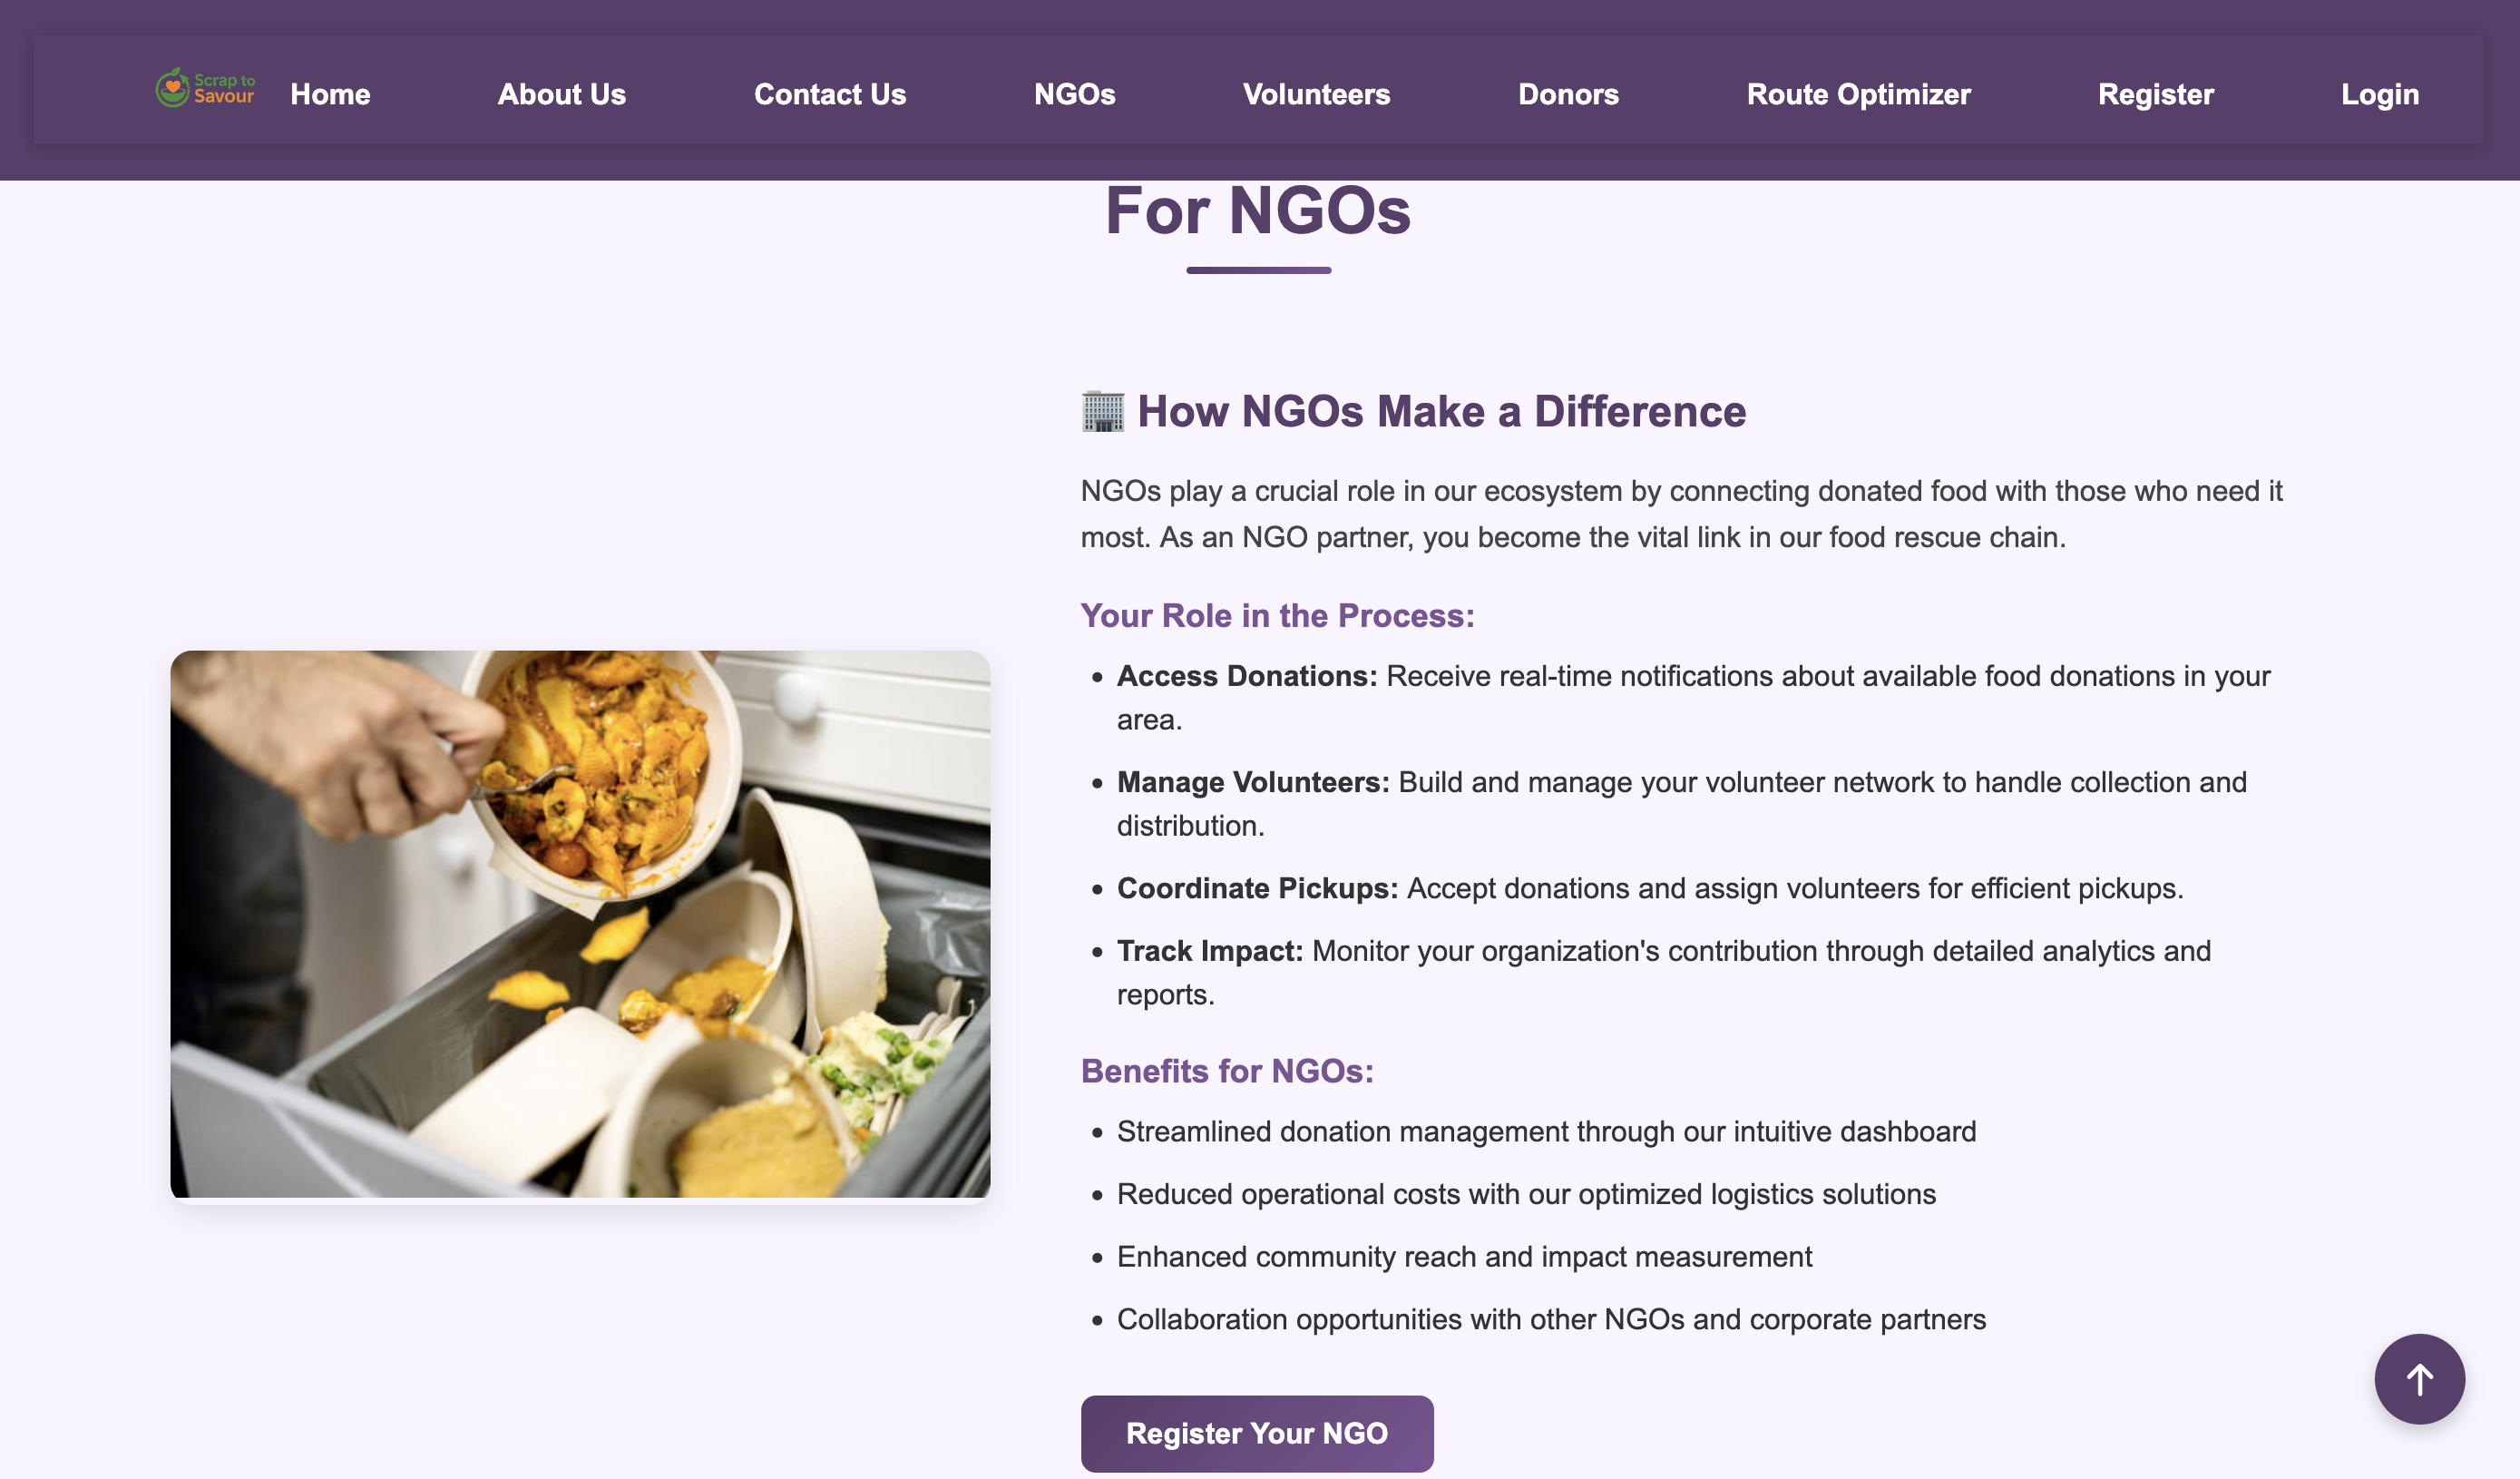 Scrap to
Savour
Home About Us Contact Us NGOs Volunteers Donors Route Optimizer Register Login
For NGOs
🏢 How NGOs Make a Difference
NGOs play a crucial role in our ecosystem by connecting donated food with those who need it
most. As an NGO partner, you become the vital link in our food rescue chain.
Your Role in the Process:
• Access Donations: Receive real-time notifications about available food donations in your
area.
• Manage Volunteers: Build and manage your volunteer network to handle collection and
distribution.
• Coordinate Pickups: Accept donations and assign volunteers for efficient pickups.
• Track Impact: Monitor your organization's contribution through detailed analytics and
reports.
Benefits for NGOs:
• Streamlined donation management through our intuitive dashboard
• Reduced operational costs with our optimized logistics solutions
• Enhanced community reach and impact measurement
• Collaboration opportunities with other NGOs and corporate partners
Register Your NGO